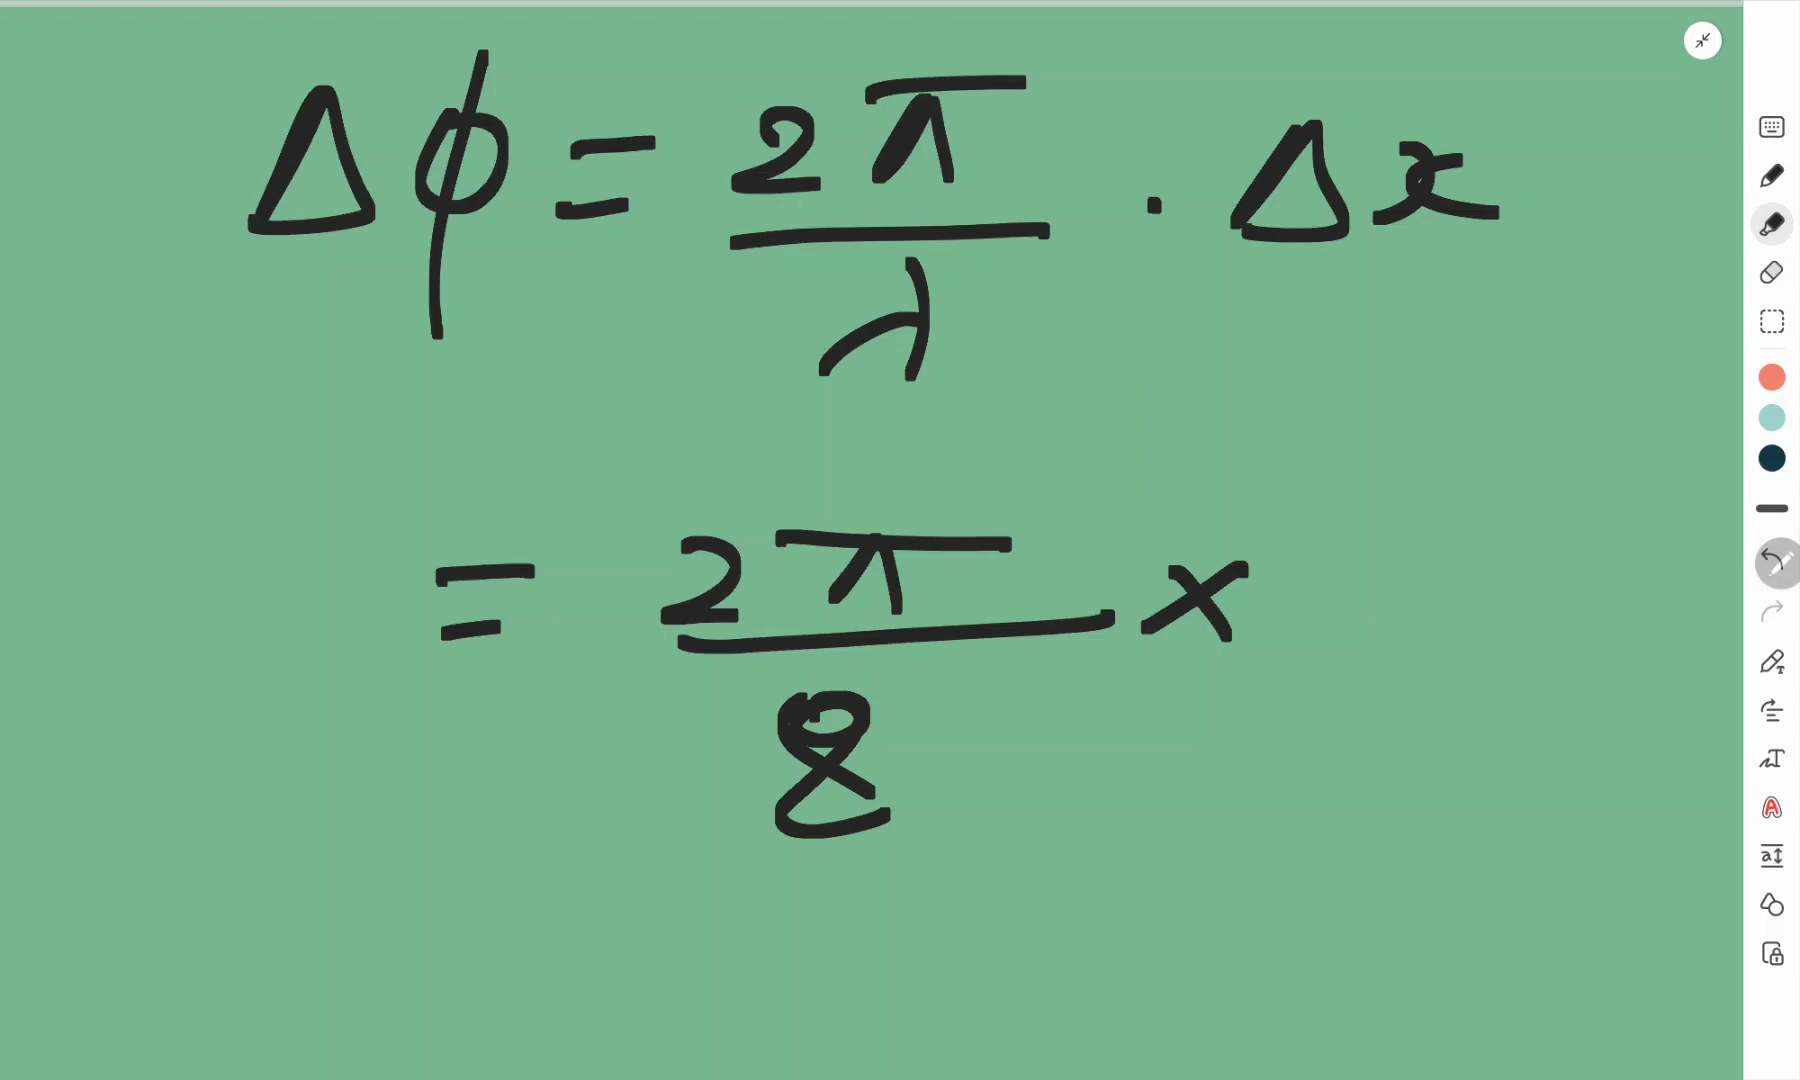 Δϕ = 2π/λ . Δx
= 2π/8 ×